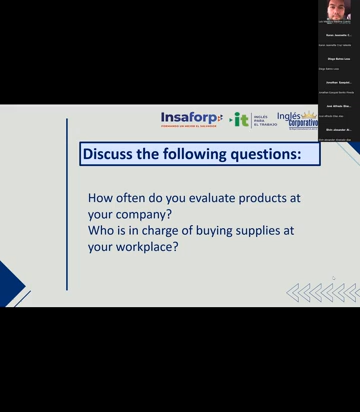 Insaforp
it
INGLÉS
PARA
EL TRABAJO
Inglés
Corporativo
Discuss the following questions:
How often do you evaluate products at
your company?
Who is in charge of buying supplies at
your workplace?